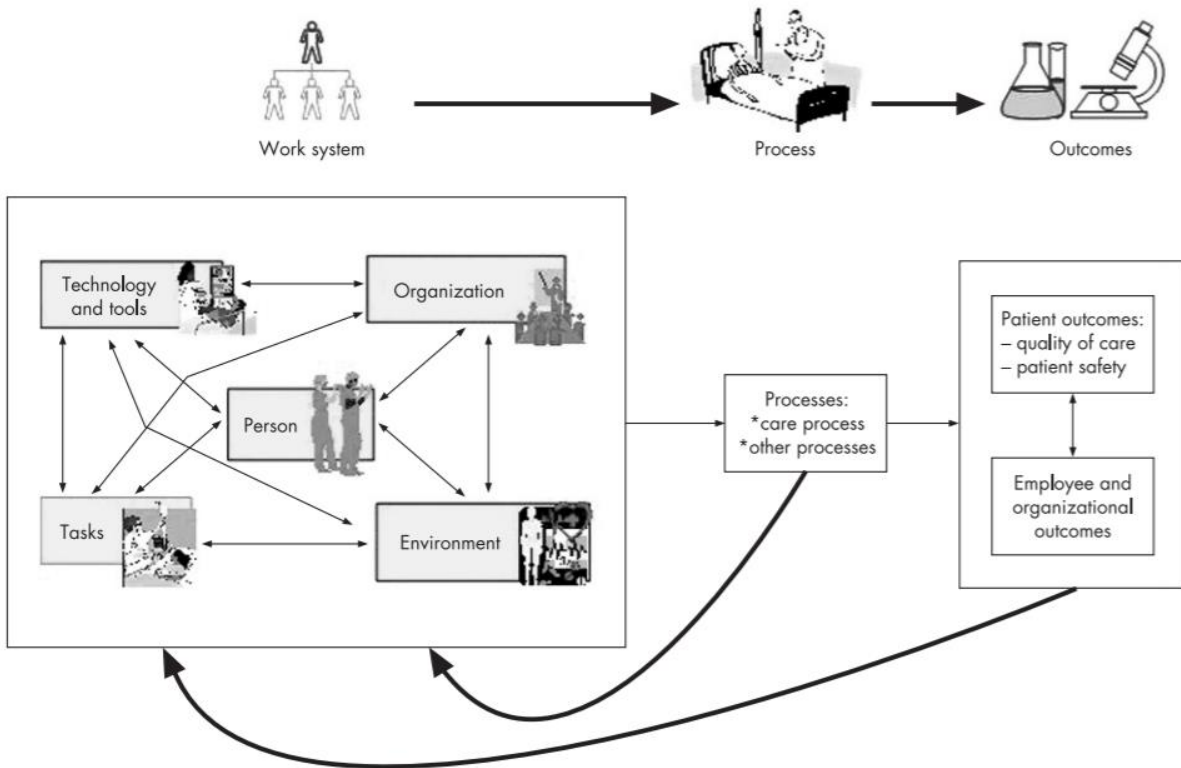 Work system
Process
Outcomes
Technology
and tools
Organization
Person
Tasks
Environment
Processes:
*care process
*other processes
Patient outcomes:
– quality of care
– patient safety
Employee and
organizational
outcomes